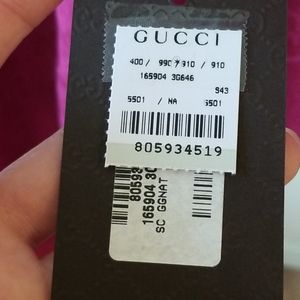 GUCCI
400 / 990 / 910 / 910
165904 3G646
943
5501 / NA 5501
805934519
80593
165904 3G
SC GGNAT